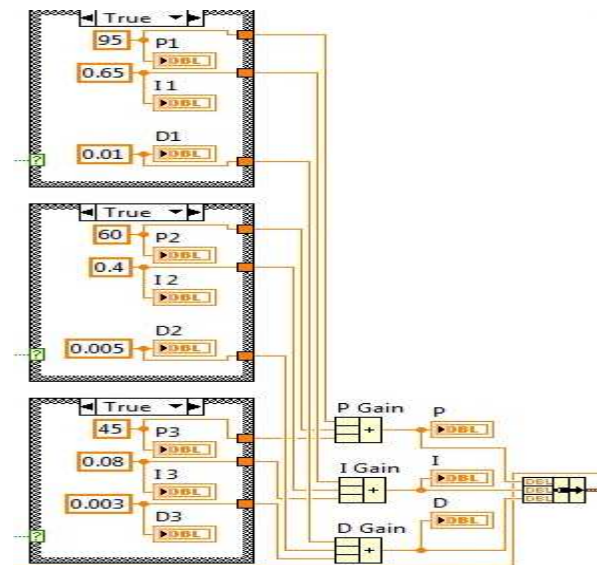 True
95
P1
DBL
0.65
I1
DBL
D1
0.01
DBL
?
True
60
P2
DBL
0.4
I2
DBL
D2
0.005
DBL
?
True
45
P3
DBL
0.08
I3
DBL
0.003
D3
DBL
?
P Gain
+
P
DBL
I Gain
+
I
DBL
D Gain
+
D
DBL
DBL
DBL
DBL